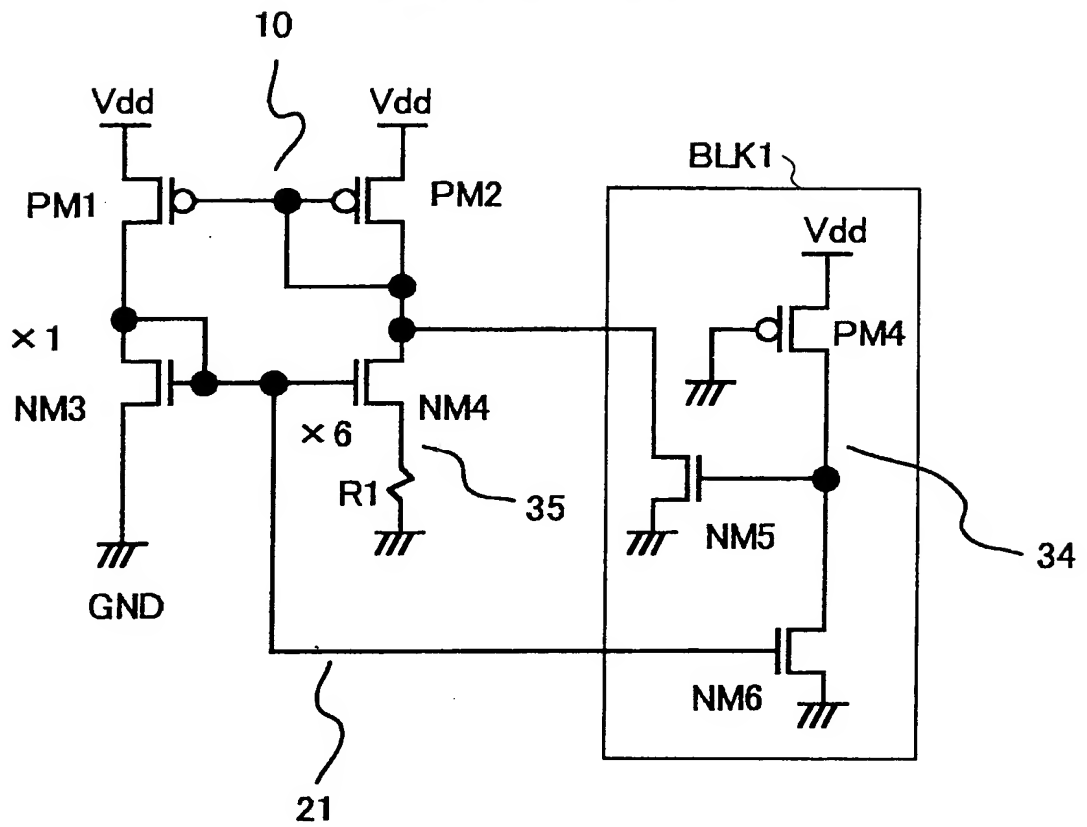 10
Vdd
Vdd
BLK1
PM1
PM2
Vdd
×1
PM4
NM3
×6
NM4
R1
35
NM5
34
GND
NM6
21